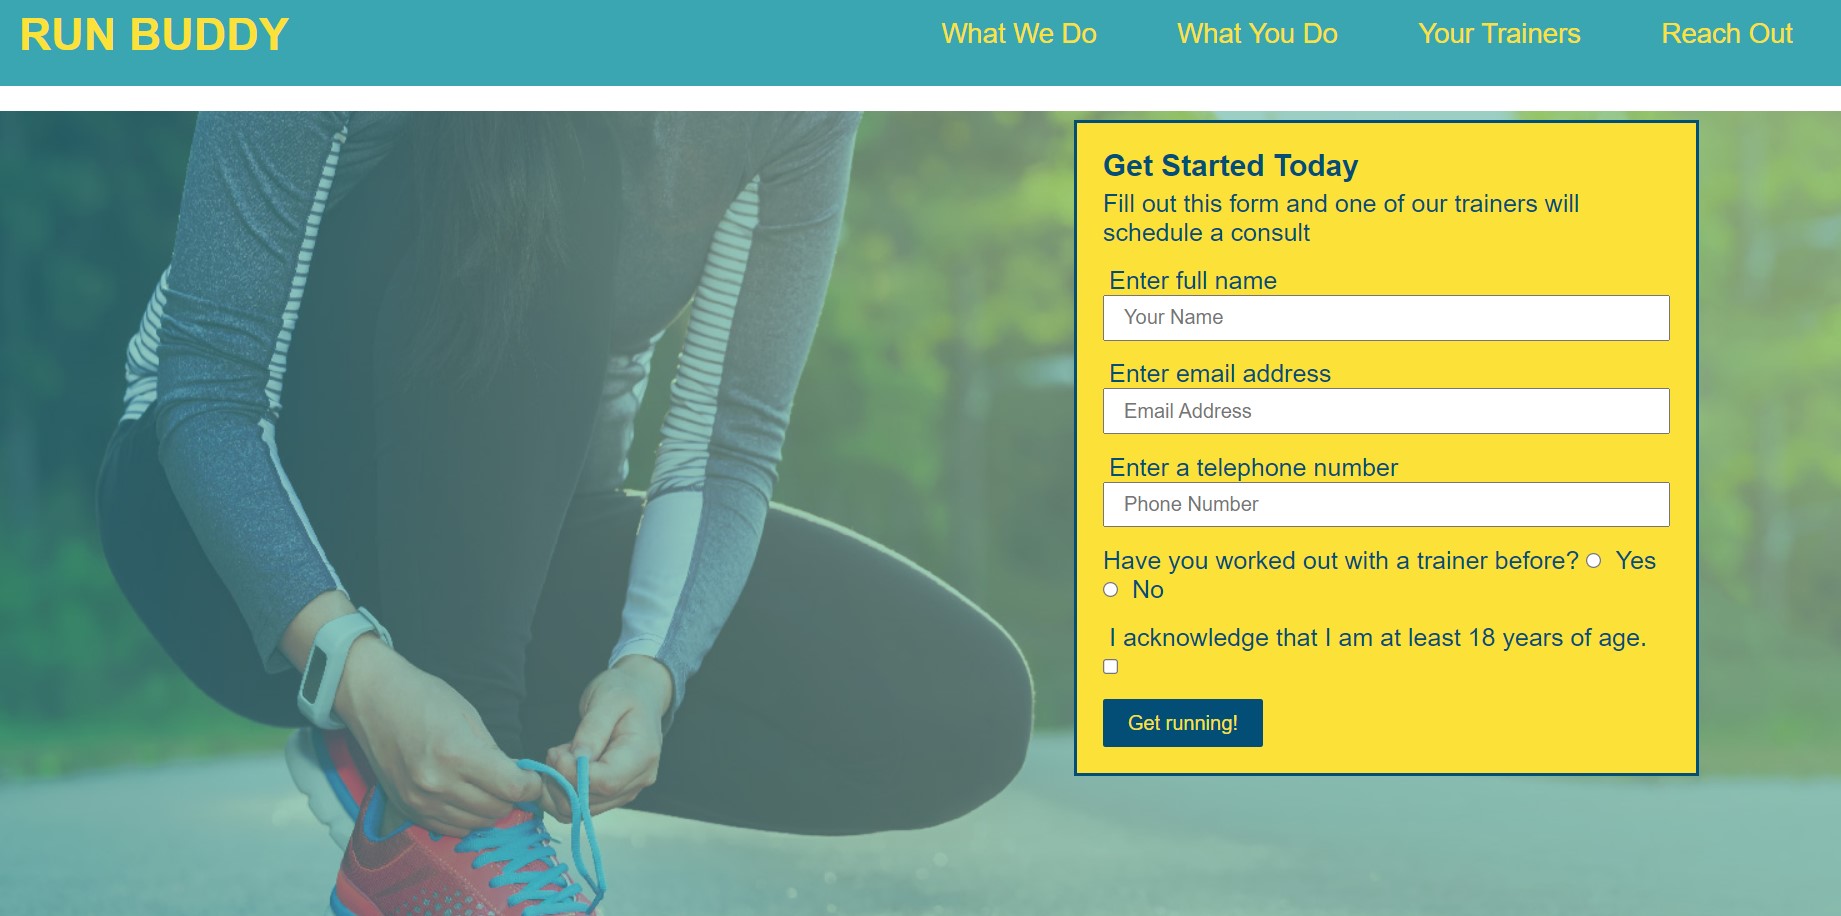 RUN BUDDY
What We Do What You Do Your Trainers Reach Out
Get Started Today
Fill out this form and one of our trainers will
schedule a consult
Enter full name
Your Name
Enter email address
Email Address
Enter a telephone number
Phone Number
Have you worked out with a trainer before? Yes
No
I acknowledge that I am at least 18 years of age.
Get running!